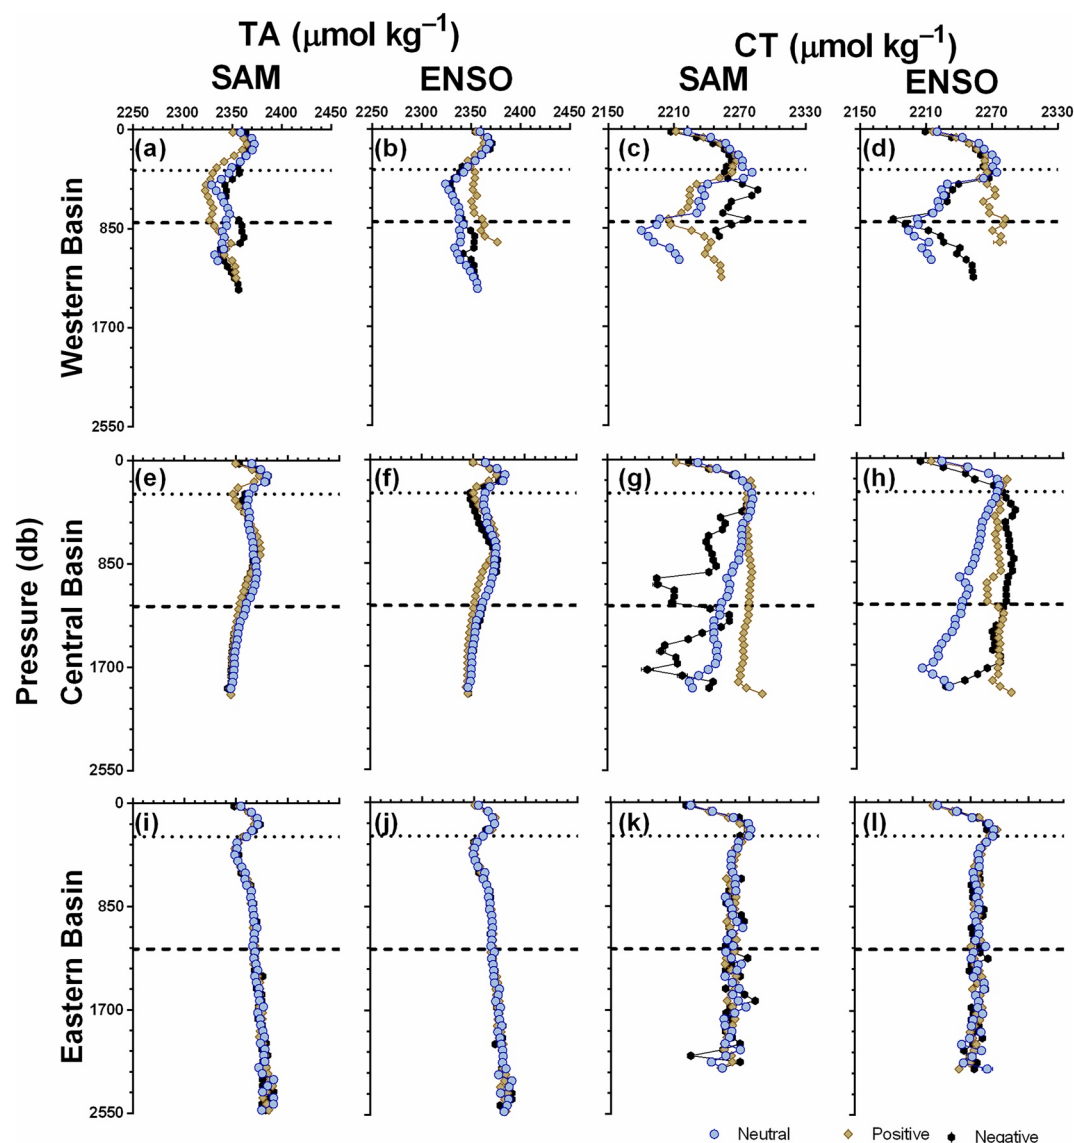 TA (μmol kg⁻¹)
CT (μmol kg⁻¹)
SAM
ENSO
SAM
ENSO
2250 2300 2350 2400 2450
2250 2300 2350 2400 2450
2150 2210 2270 2330
2150 2210 2270 2330
0
(a)
(b)
(c)
(d)
850
1700
2550
Western Basin
0
(e)
(f)
(g)
(h)
850
1700
2550
Pressure (db)
Central Basin
0
(i)
(j)
(k)
(l)
850
1700
2550
Eastern Basin
Neutral Positive Negative